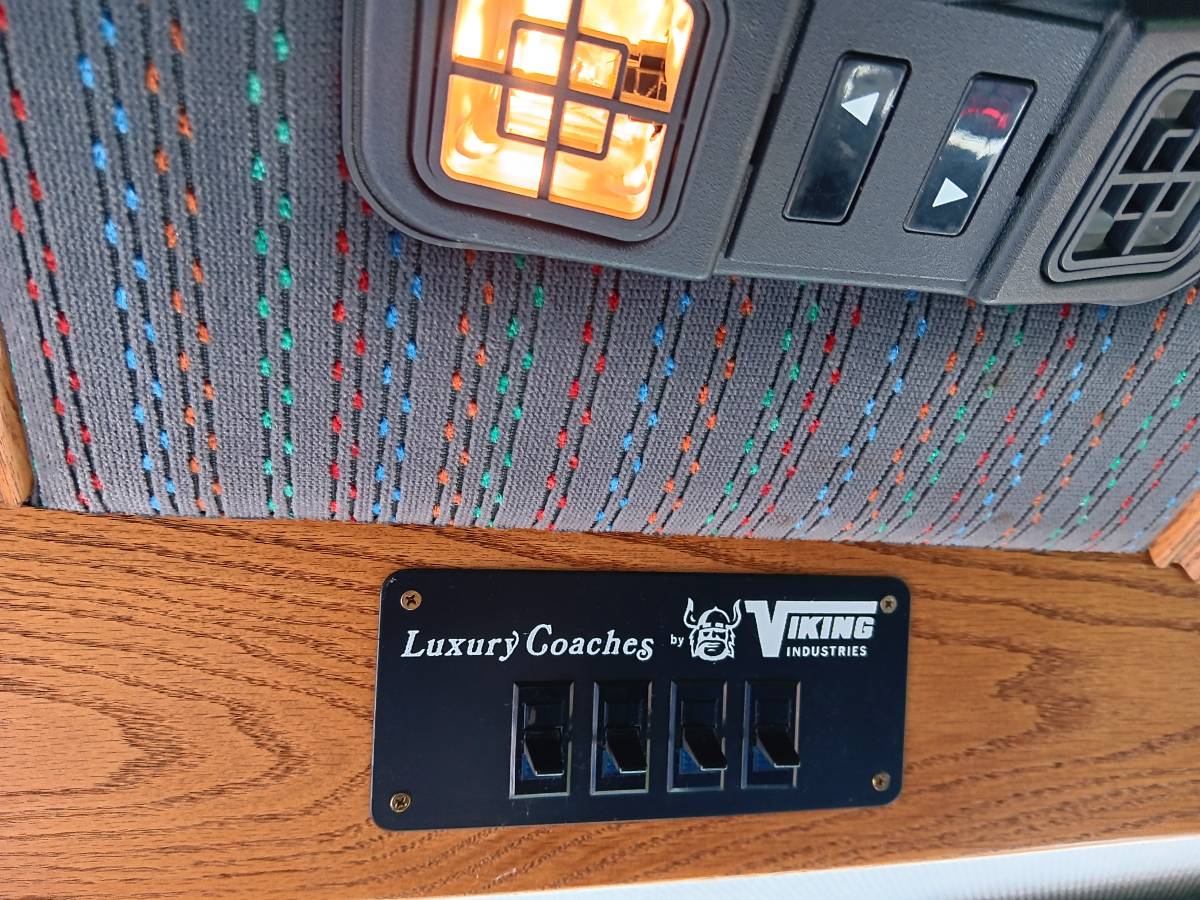 Luxury Coaches by VIKING
INDUSTRIES